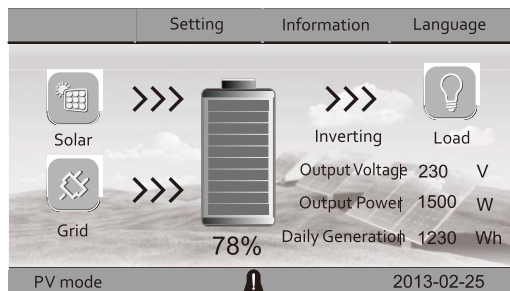 Setting Information Language
Solar
Inverting
Load
Output Voltage 230 V
Output Power 1500 W
Grid
78%
Daily Generation 1230 Wh
PV mode
2013-02-25